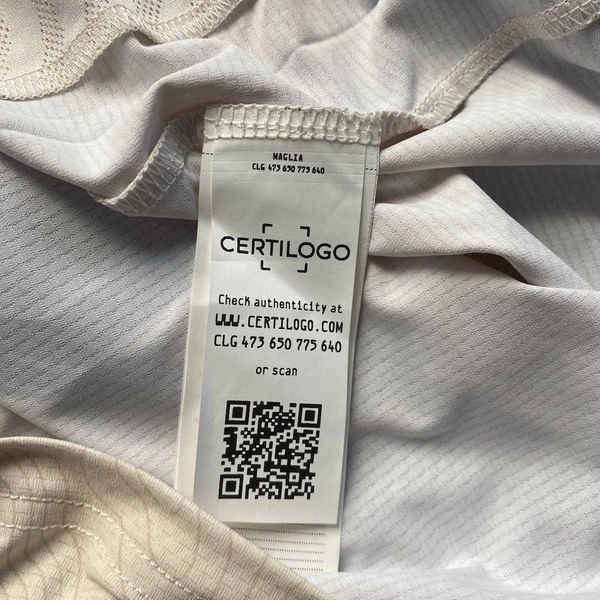 MAGLIA
CLG 473 650 775 640
CERTILOGO
Check authenticity at
WWW.CERTILOGO.COM
CLG 473 650 775 640
or scan